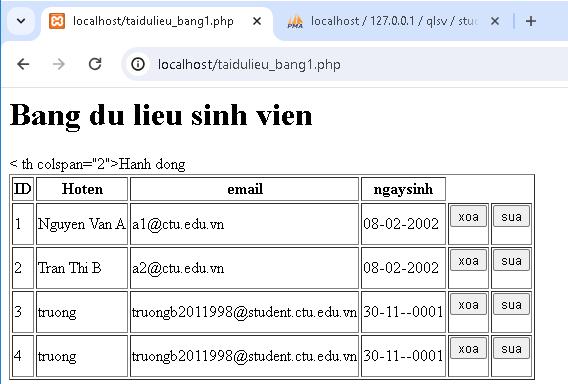 localhost/taidulieu_bang1.php
localhost / 127.0.0.1 / qlsv / stud
localhost/taidulieu_bang1.php
Bang du lieu sinh vien
< th colspan="2">Hanh dong
ID Hoten email ngaysinh
1 Nguyen Van A a1@ctu.edu.vn 08-02-2002 xoa sua
2 Tran Thi B a2@ctu.edu.vn 08-02-2002 xoa sua
3 truong truongb2011998@student.ctu.edu.vn 30-11--0001 xoa sua
4 truong truongb2011998@student.ctu.edu.vn 30-11--0001 xoa sua